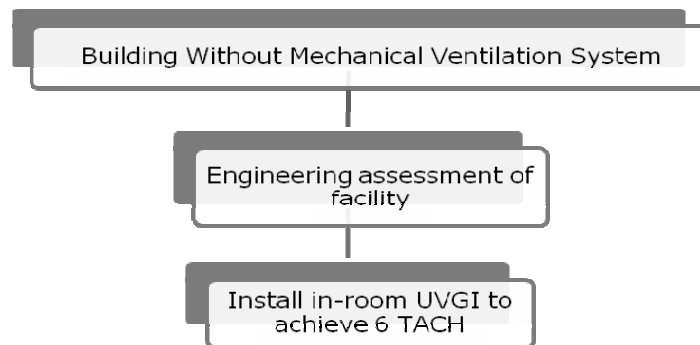 Building Without Mechanical Ventilation System
Engineering assessment of
facility
Install in-room UVGI to
achieve 6 TACH